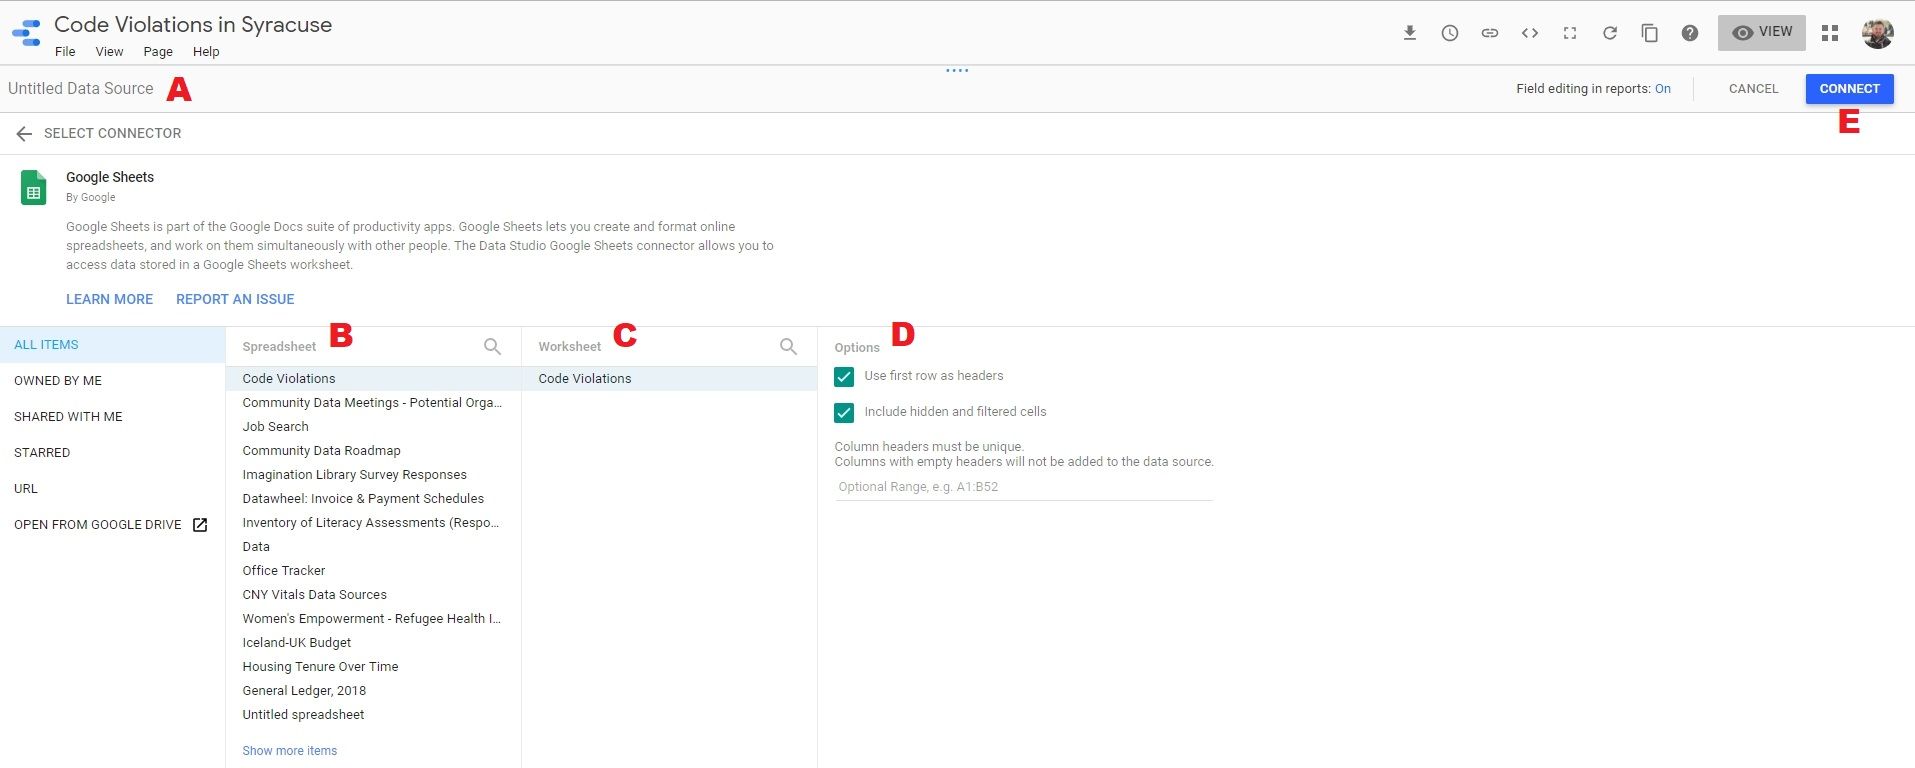 Code Violations in Syracuse
File View Page Help
VIEW
Untitled Data Source A
Field editing in reports: On
CANCEL
CONNECT
E
SELECT CONNECTOR
Google Sheets
By Google
Google Sheets is part of the Google Docs suite of productivity apps. Google Sheets lets you create and format online
spreadsheets, and work on them simultaneously with other people. The Data Studio Google Sheets connector allows you to
access data stored in a Google Sheets worksheet.
LEARN MORE REPORT AN ISSUE
ALL ITEMS
OWNED BY ME
SHARED WITH ME
STARRED
URL
OPEN FROM GOOGLE DRIVE
Spreadsheet B
Code Violations
Community Data Meetings - Potential Orga...
Job Search
Community Data Roadmap
Imagination Library Survey Responses
Datawheel: Invoice & Payment Schedules
Inventory of Literacy Assessments (Respo...
Data
Office Tracker
CNY Vitals Data Sources
Women's Empowerment - Refugee Health I...
Iceland-UK Budget
Housing Tenure Over Time
General Ledger, 2018
Untitled spreadsheet
Show more items
Worksheet C
Code Violations
Options D
Use first row as headers
Include hidden and filtered cells
Column headers must be unique.
Columns with empty headers will not be added to the data source.
Optional Range, e.g. A1:B52